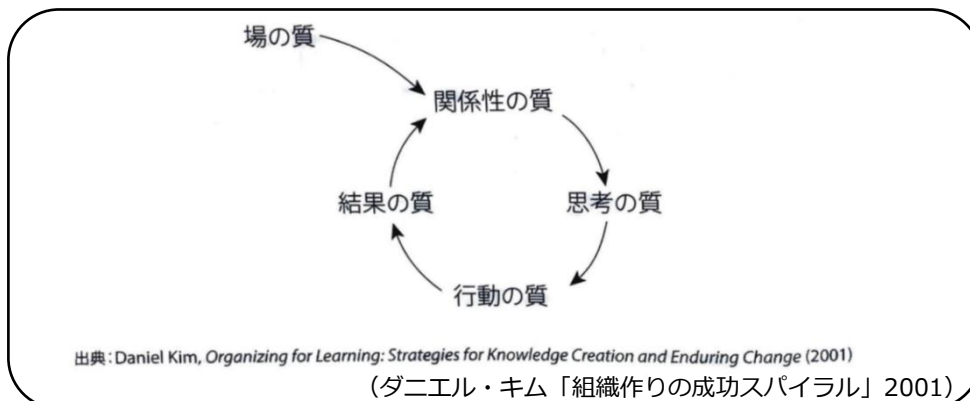 場の質
関係性の質
結果の質
思考の質
行動の質
出典:Daniel Kim, Organizing for Learning: Strategies for Knowledge Creation and Enduring Change (2001)
（ダニエル・キム「組織作りの成功スパイラル」2001）